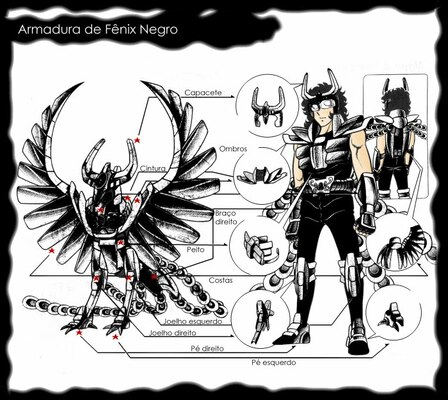 Armadura de Fênix Negro
Capacete
Ombros
Cintura
Braço
direito
Peito
Costas
Joelho esquerdo
Joelho direito
Pé direito
Pé esquerdo